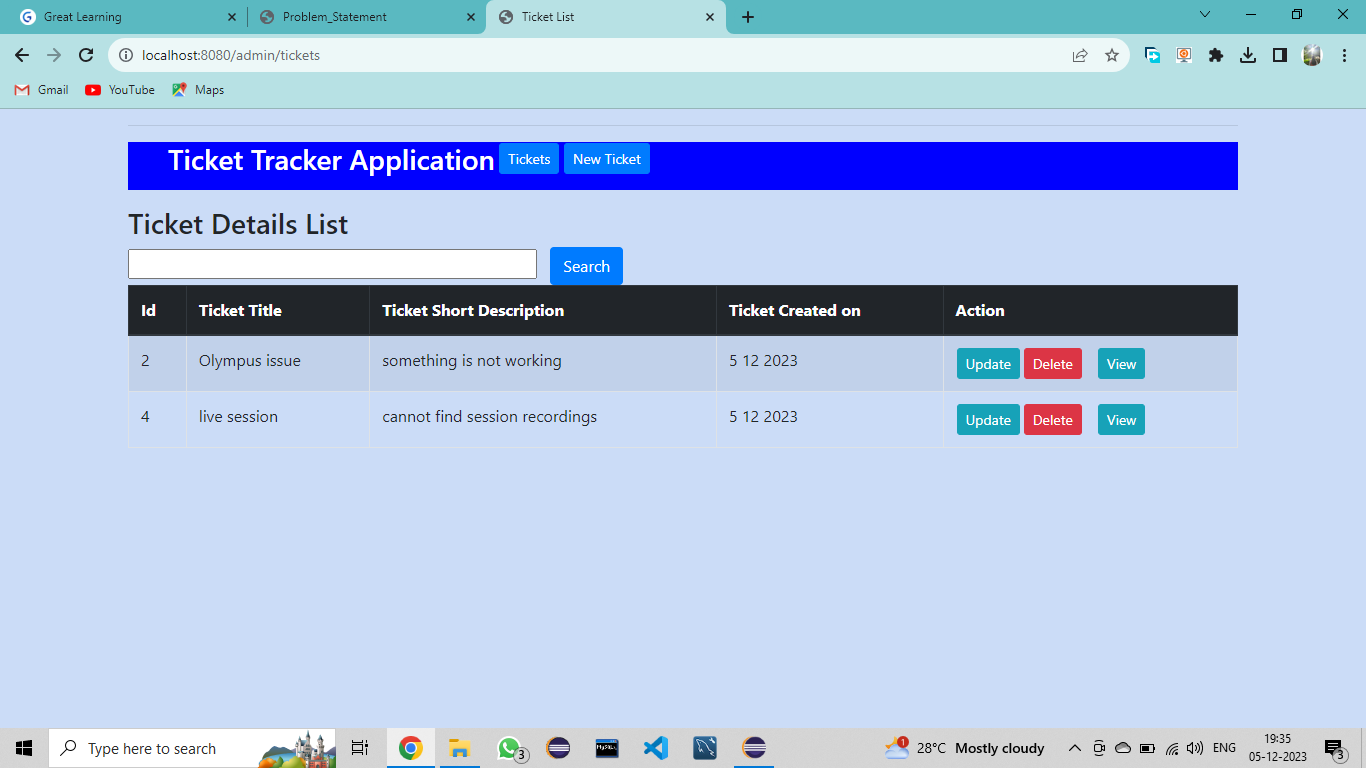 Great Learning
Problem_Statement
Ticket List
localhost:8080/admin/tickets
Gmail
YouTube
Maps
Ticket Tracker Application
Tickets
New Ticket
Ticket Details List
Search
Id Ticket Title Ticket Short Description Ticket Created on Action
2 Olympus issue something is not working 5 12 2023 Update Delete View
4 live session cannot find session recordings 5 12 2023 Update Delete View
Type here to search
3
MySQL
1
28°C Mostly cloudy
ENG
19:35
05-12-2023
3